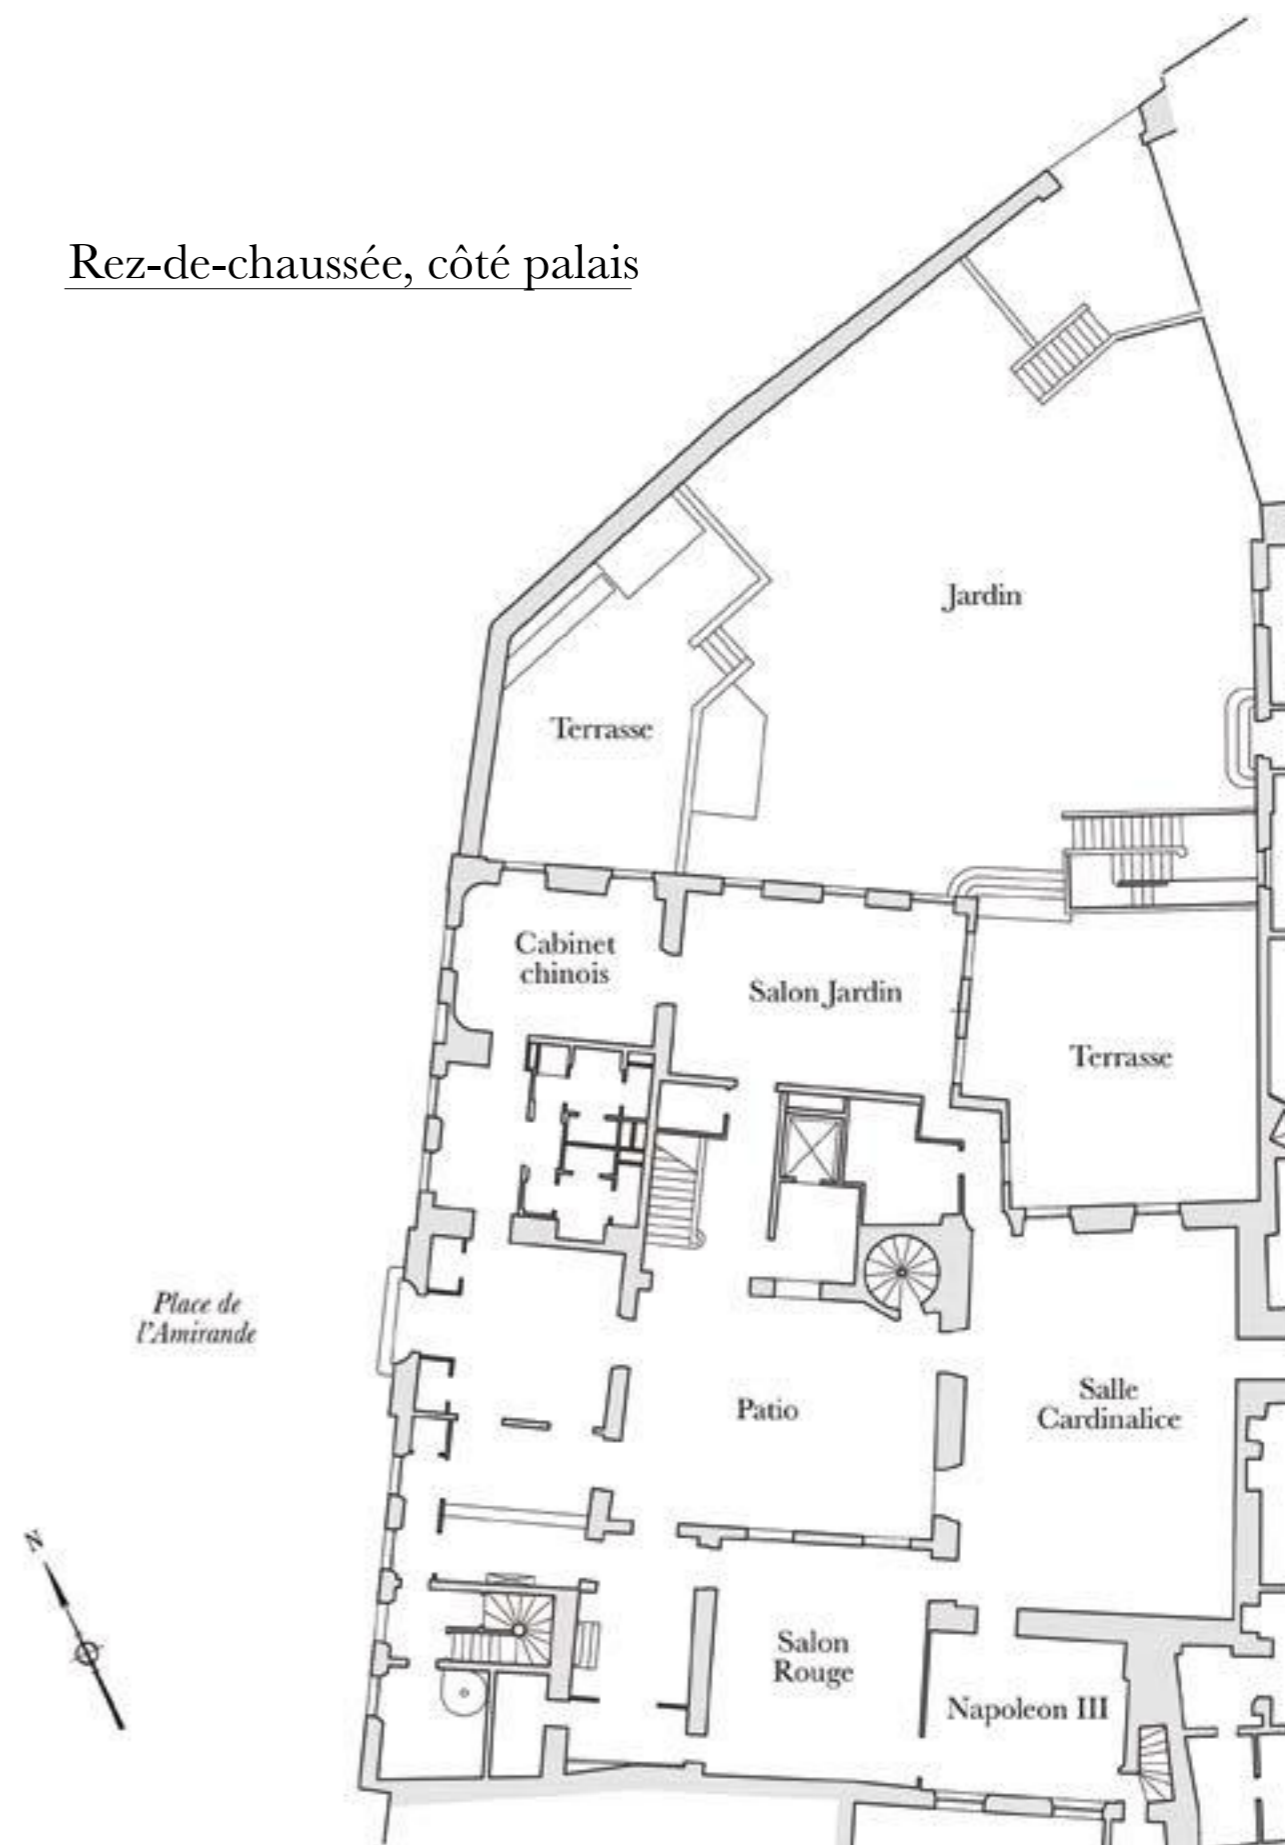 Rez-de-chaussée, côté palais
Jardin
Terrasse
Cabinet
chinois
Salon Jardin
Terrasse
Place de
l'Amirande
Patio
Salle
Cardinalice
N
Salon
Rouge
Napoleon III